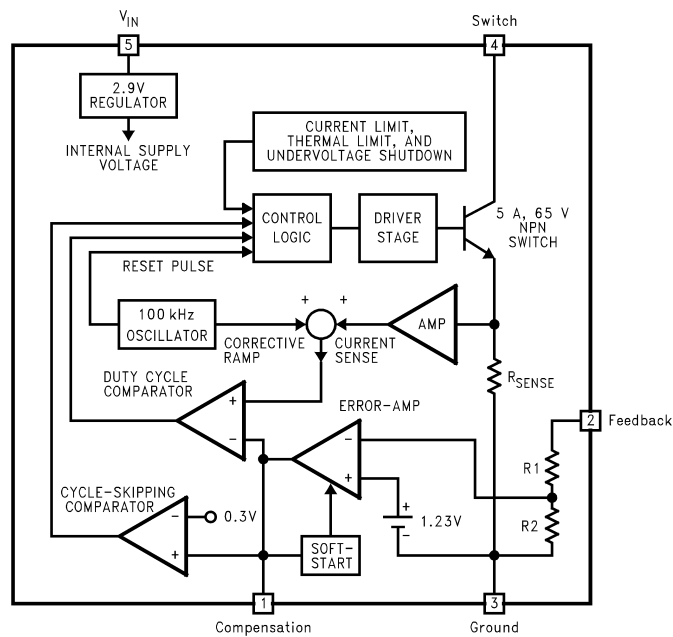 V_IN
Switch
5
4
2.9V
REGULATOR
INTERNAL SUPPLY
VOLTAGE
CURRENT LIMIT,
THERMAL LIMIT, AND
UNDERVOLTAGE SHUTDOWN
CONTROL
LOGIC
DRIVER
STAGE
5 A, 65 V
NPN
SWITCH
RESET PULSE
100 kHz
OSCILLATOR
+
+
AMP
CORRECTIVE
RAMP
CURRENT
SENSE
R_SENSE
DUTY CYCLE
COMPARATOR
+
−
ERROR-AMP
−
+
2
Feedback
R1
R2
CYCLE-SKIPPING
COMPARATOR
−
+
0.3V
SOFT-
START
+
−
1.23V
1
3
Compensation
Ground